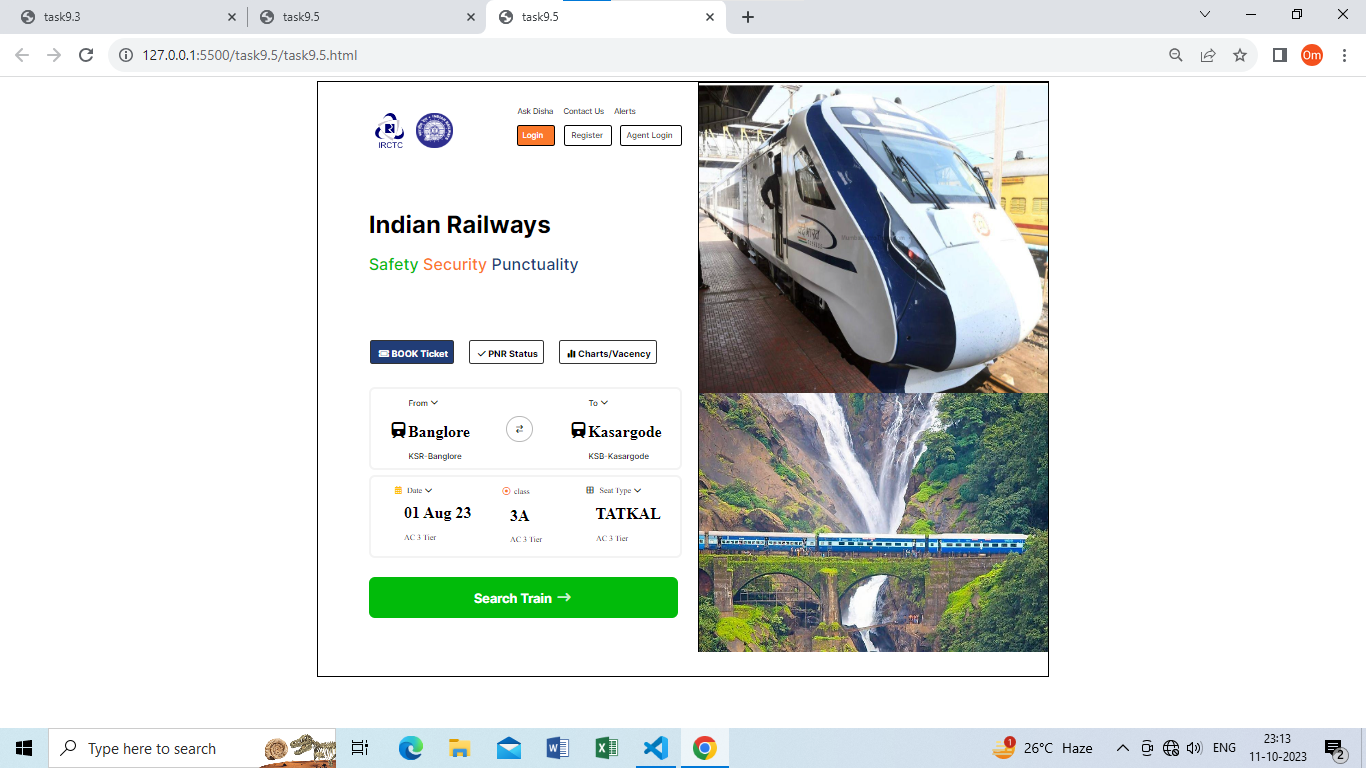 task9.3
task9.5
task9.5
127.0.0.1:5500/task9.5/task9.5.html
Om
Ask Disha Contact Us Alerts
Login Register Agent Login
IRCTC
Indian Railways
Safety Security Punctuality
BOOK Ticket PNR Status Charts/Vacency
From To
Banglore Kasargode
KSR-Banglore KSB-Kasargode
Date class Seat Type
01 Aug 23 3A TATKAL
AC 3 Tier AC 3 Tier AC 3 Tier
Search Train
Type here to search
1
26°C Haze
ENG
23:13
11-10-2023
2